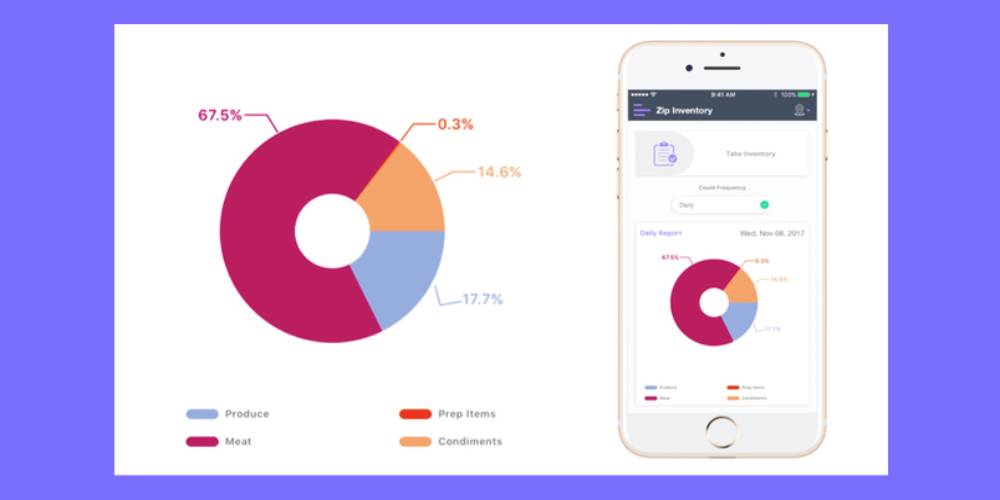 67.5%
0.3%
14.6%
17.7%
Produce
Prep Items
Meat
Condiments
9:41 AM
100%
Zip Inventory
Take Inventory
Count Frequency
Daily
Daily Report
Wed, Nov 08, 2017
67.5%
0.3%
14.6%
17.7%
Produce
Prep Items
Meat
Condiments